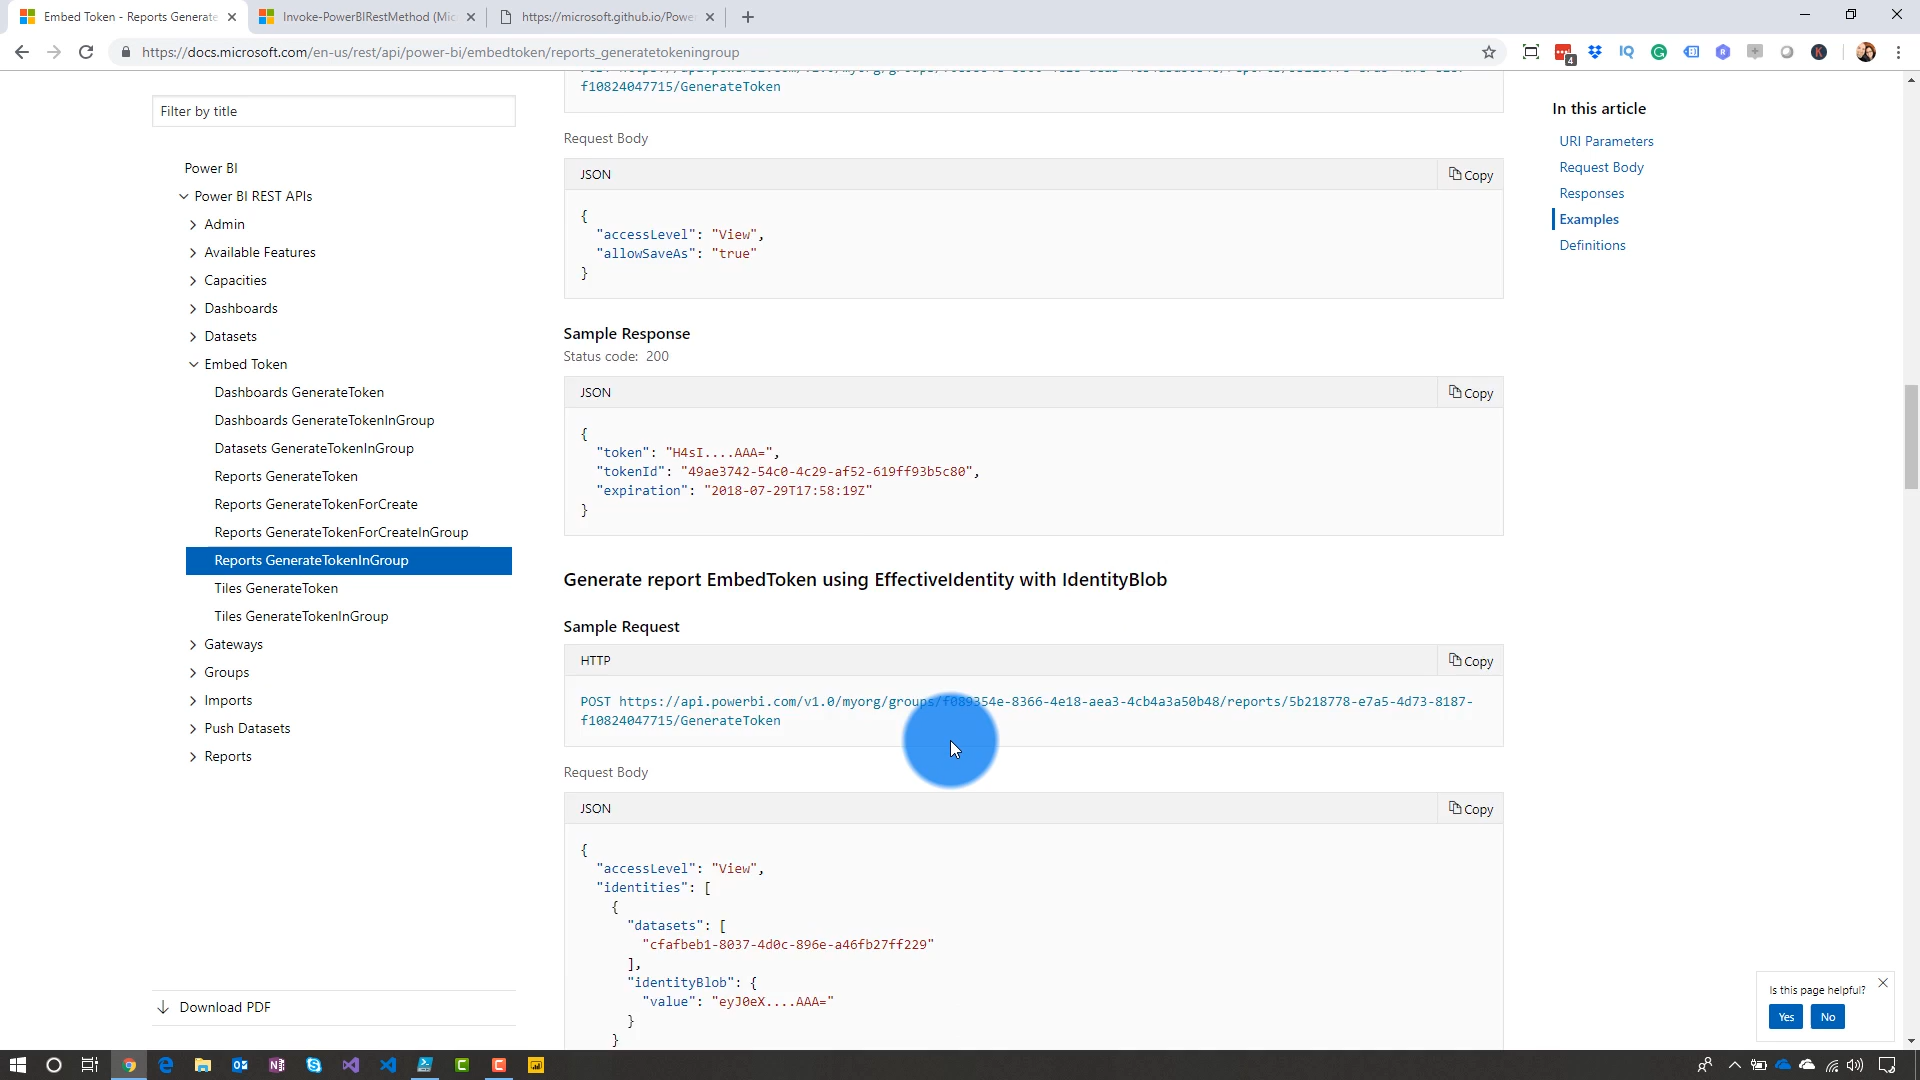 Embed Token - Reports Generate
Invoke-PowerBIRestMethod (Mic
https://microsoft.github.io/Powe
https://docs.microsoft.com/en-us/rest/api/power-bi/embedtoken/reports_generatetokeningroup
4
Filter by title
Power BI
Power BI REST APIs
Admin
Available Features
Capacities
Dashboards
Datasets
Embed Token
Dashboards GenerateToken
Dashboards GenerateTokenInGroup
Datasets GenerateTokenInGroup
Reports GenerateToken
Reports GenerateTokenForCreate
Reports GenerateTokenForCreateInGroup
Reports GenerateTokenInGroup
Tiles GenerateToken
Tiles GenerateTokenInGroup
Gateways
Groups
Imports
Push Datasets
Reports
Download PDF
f10824047715/GenerateToken
Request Body
JSON
Copy
{
"accessLevel": "View",
"allowSaveAs": "true"
}
Sample Response
Status code: 200
JSON
Copy
{
"token": "H4sI....AAA=",
"tokenId": "49ae3742-54c0-4c29-af52-619ff93b5c80",
"expiration": "2018-07-29T17:58:19Z"
}
Generate report EmbedToken using EffectiveIdentity with IdentityBlob
Sample Request
HTTP
Copy
POST https://api.powerbi.com/v1.0/myorg/groups/f089354e-8366-4e18-aea3-4cb4a3a50b48/reports/5b218778-e7a5-4d73-8187-
f10824047715/GenerateToken
Request Body
JSON
Copy
{
"accessLevel": "View",
"identities": [
{
"datasets": [
"cfafbeb1-8037-4d0c-896e-a46fb27ff229"
],
"identityBlob": {
"value": "eyJ0eX....AAA="
}
}
In this article
URI Parameters
Request Body
Responses
Examples
Definitions
Is this page helpful?
Yes
No